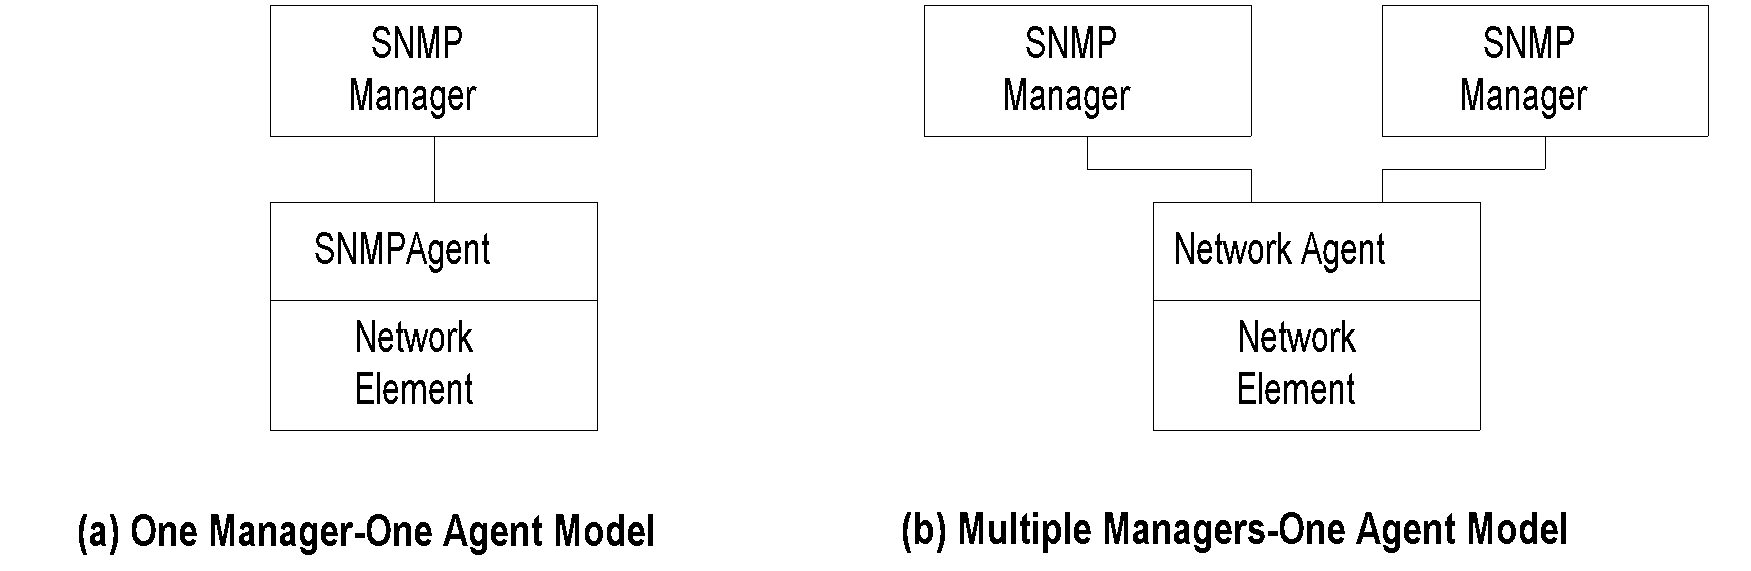 SNMP
Manager
SNMPAgent
Network
Element
(a) One Manager-One Agent Model
SNMP
Manager
SNMP
Manager
Network Agent
Network
Element
(b) Multiple Managers-One Agent Model